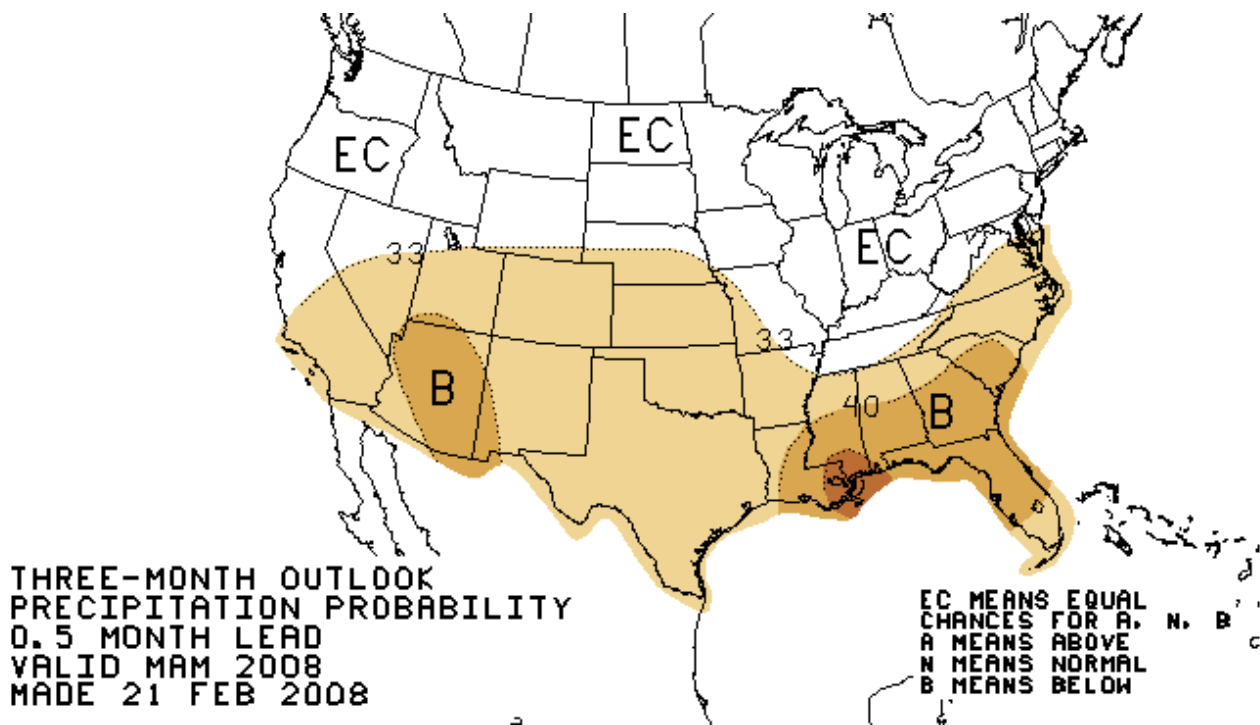 EC
EC
EC
33
33
B
40
B
THREE-MONTH OUTLOOK
PRECIPITATION PROBABILITY
0.5 MONTH LEAD
VALID MAM 2008
MADE 21 FEB 2008
EC MEANS EQUAL
CHANCES FOR A, N, B
A MEANS ABOVE
N MEANS NORMAL
B MEANS BELOW